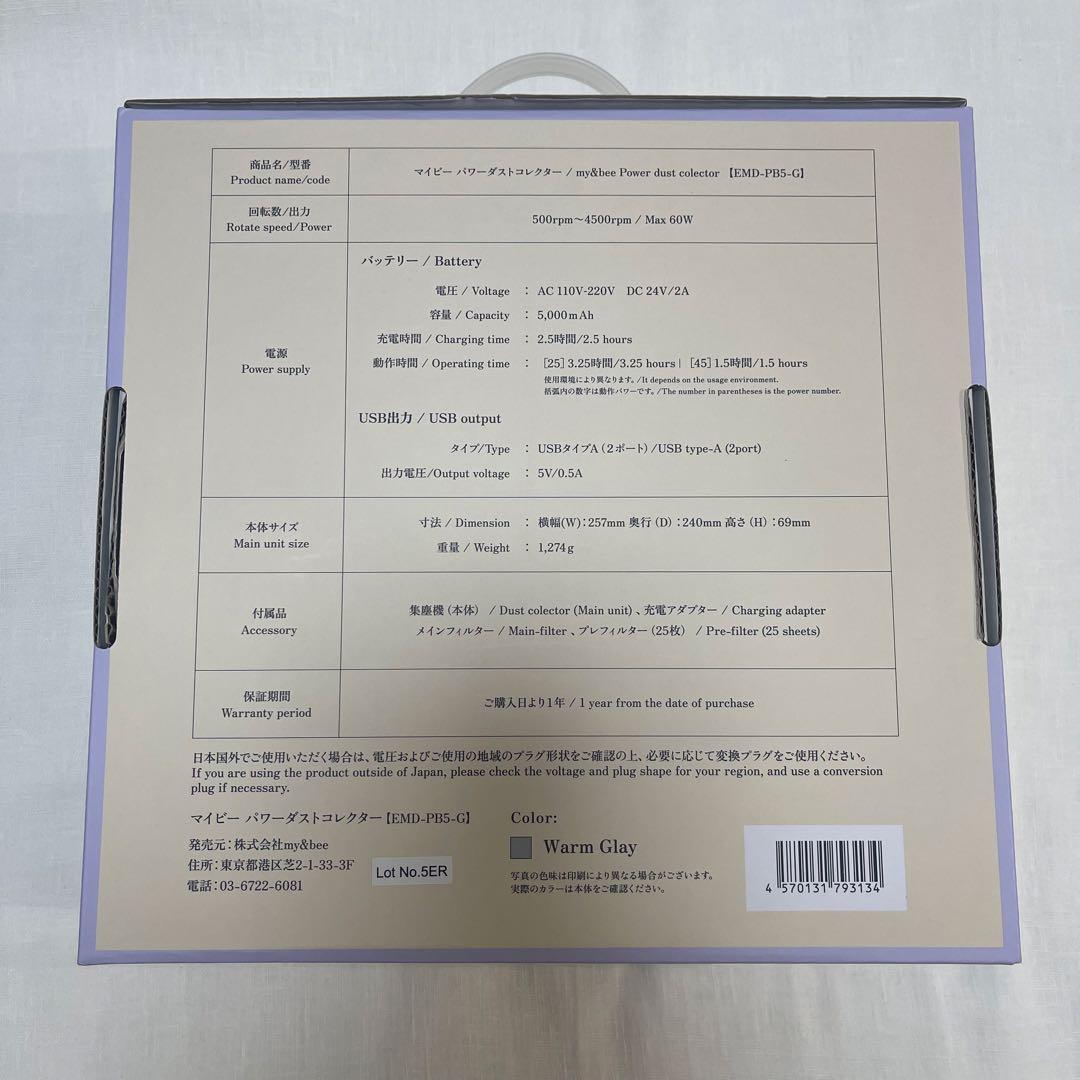 商品名/型番
Product name/code
マイビー パワーダストコレクター / my&bee Power dust colector 【EMD-PB5-G】
回転数/出力
Rotate speed/Power
500rpm～4500rpm / Max 60W
電源
Power supply
バッテリー / Battery
電圧 / Voltage : AC 110V-220V DC 24V/2A
容量 / Capacity : 5,000mAh
充電時間 / Charging time : 2.5時間/2.5 hours
動作時間 / Operating time : [25] 3.25時間/3.25 hours | [45] 1.5時間/1.5 hours
使用環境により異なります。/It depends on the usage environment.
括弧内の数字は動作パワーです。/The number in parentheses is the power number.
USB出力 / USB output
タイプ/Type : USBタイプA（2ポート）/USB type-A (2port)
出力電圧/Output voltage : 5V/0.5A
本体サイズ
Main unit size
寸法 / Dimension : 横幅(W):257mm 奥行（D）:240mm 高さ（H）:69mm
重量 / Weight : 1,274g
付属品
Accessory
集塵機（本体） / Dust colector (Main unit) 、充電アダプター / Charging adapter
メインフィルター / Main-filter 、プレフィルター（25枚） / Pre-filter (25 sheets)
保証期間
Warranty period
ご購入日より1年 / 1 year from the date of purchase
日本国外でご使用いただく場合は、電圧およびご使用の地域のプラグ形状をご確認の上、必要に応じて変換プラグをご使用ください。
If you are using the product outside of Japan, please check the voltage and plug shape for your region, and use a conversion
plug if necessary.
マイビー パワーダストコレクター【EMD-PB5-G】
発売元：株式会社my&bee
住所：東京都港区芝2-1-33-3F
電話：03-6722-6081
Lot No.5ER
Color:
Warm Glay
写真の色味は印刷により異なる場合がございます。
実際のカラーは本体をご確認ください。
4 570131 793134